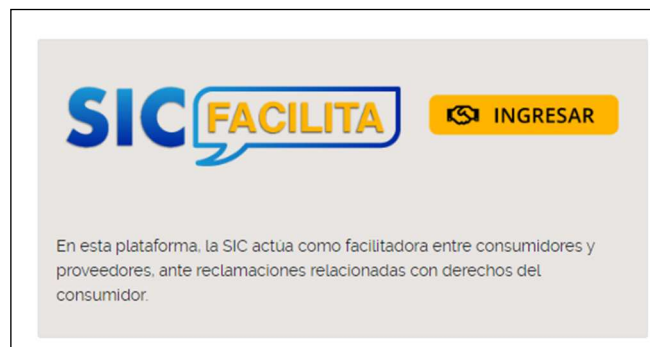 SIC FACILITA
INGRESAR
En esta plataforma, la SIC actúa como facilitadora entre consumidores y
proveedores, ante reclamaciones relacionadas con derechos del
consumidor.